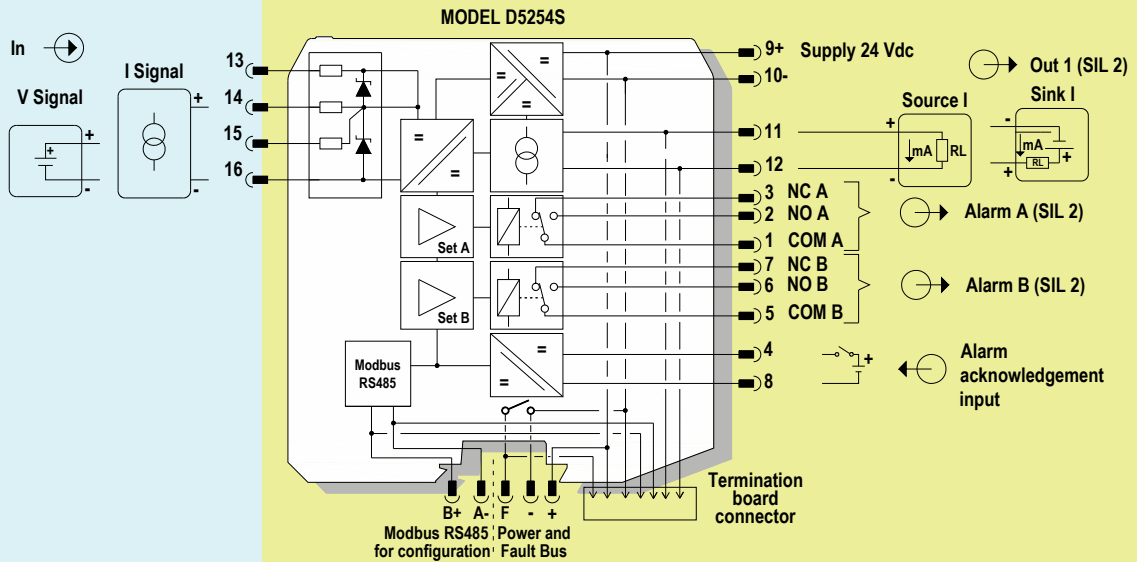 MODEL D5254S
In
I Signal
V Signal
+
-
+
-
+
13
14
15
16
=
=
=
=
=
Set A
Set B
=
=
Modbus
RS485
9+ Supply 24 Vdc
10-
11
12
3 NC A
2 NO A
1 COM A
7 NC B
6 NO B
5 COM B
4
8
Out 1 (SIL 2)
Source I
Sink I
+
-
mA
RL
-
+
mA
RL
+
Alarm A (SIL 2)
Alarm B (SIL 2)
+
Alarm
acknowledgement
input
B+ A- F - +
Modbus RS485
for configuration
Power and
Fault Bus
Termination
board
connector